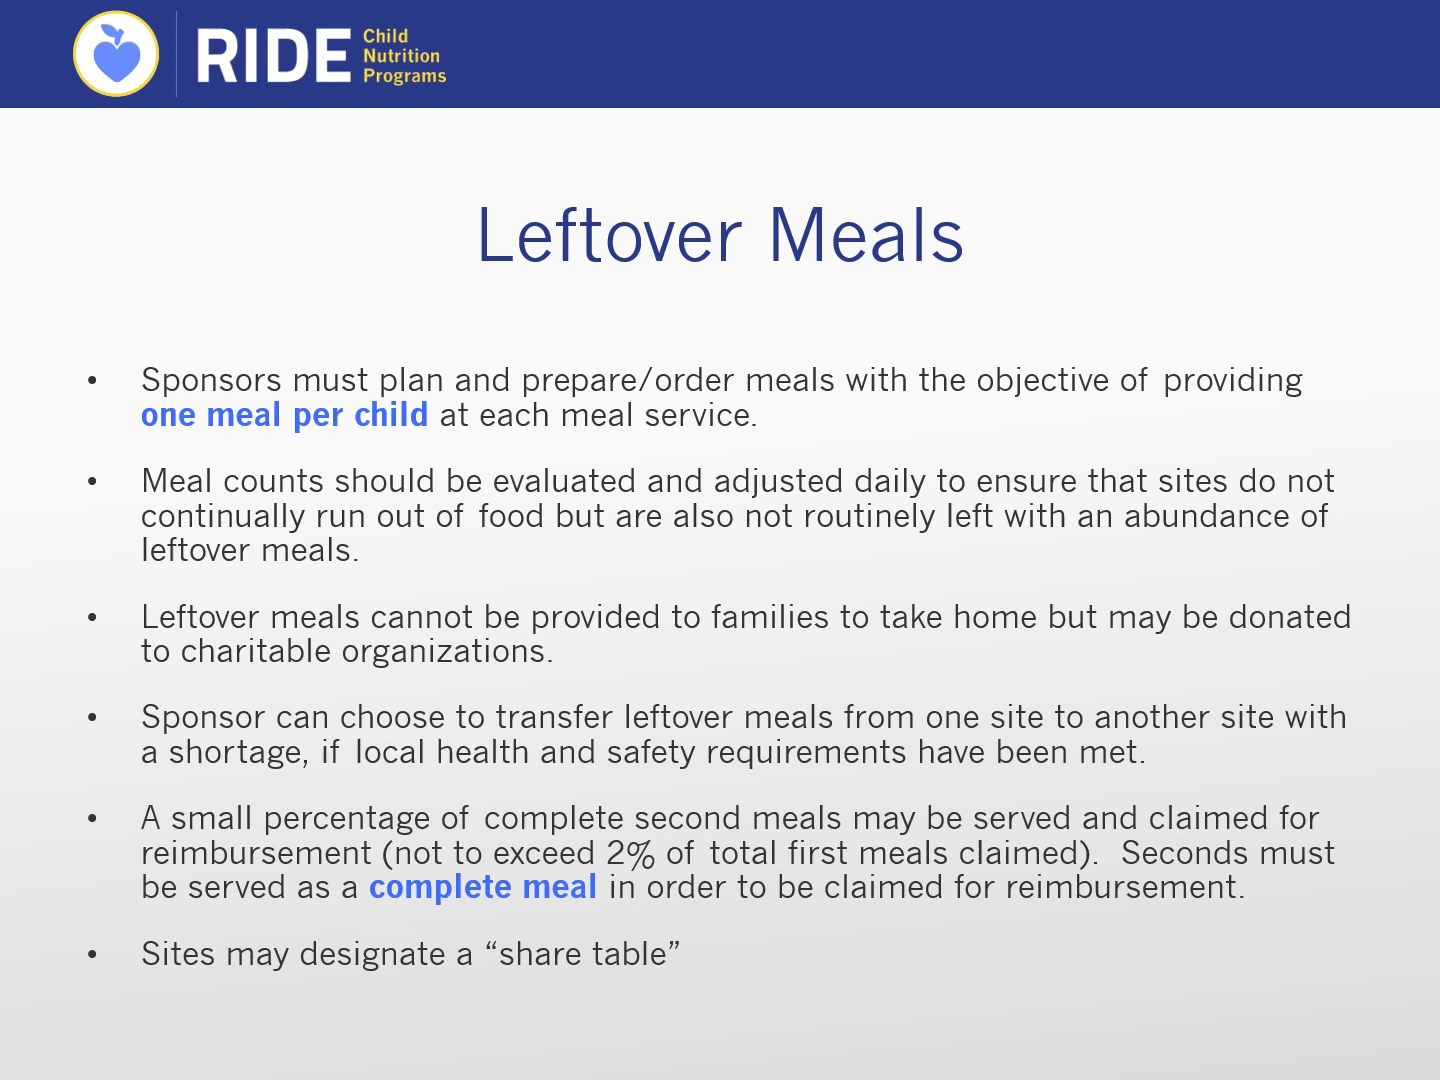 RIDE Child
Nutrition
Programs
Leftover Meals
• Sponsors must plan and prepare/order meals with the objective of providing
one meal per child at each meal service.
• Meal counts should be evaluated and adjusted daily to ensure that sites do not
continually run out of food but are also not routinely left with an abundance of
leftover meals.
• Leftover meals cannot be provided to families to take home but may be donated
to charitable organizations.
• Sponsor can choose to transfer leftover meals from one site to another site with
a shortage, if local health and safety requirements have been met.
• A small percentage of complete second meals may be served and claimed for
reimbursement (not to exceed 2% of total first meals claimed).  Seconds must
be served as a complete meal in order to be claimed for reimbursement.
• Sites may designate a “share table”